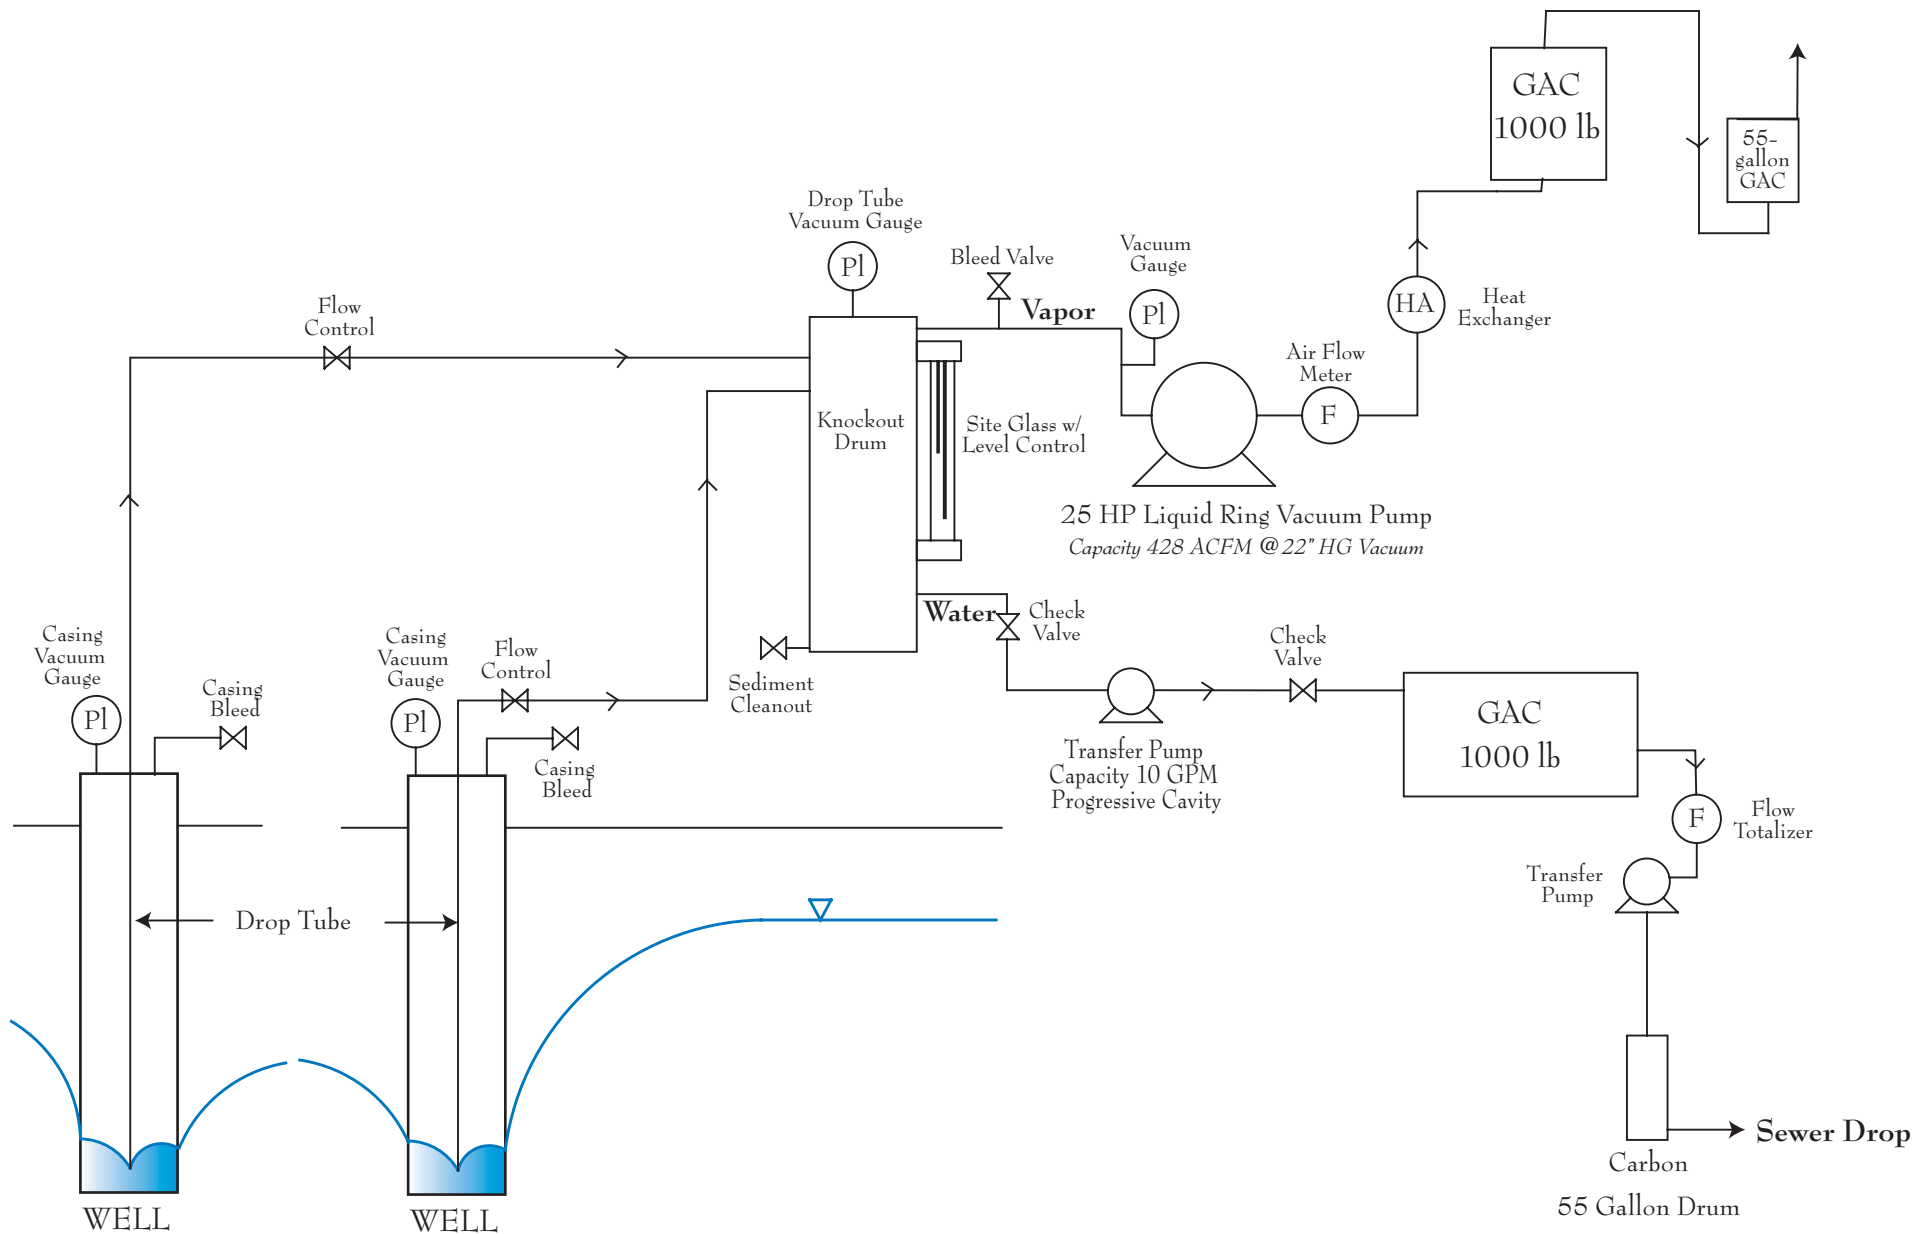 GAC
1000 lb
55-
gallon
GAC
Drop Tube
Vacuum Gauge
Pl
Bleed Valve
Vacuum
Gauge
Pl
Vapor
HA
Heat
Exchanger
Flow
Control
Air Flow
Meter
F
Knockout
Drum
Site Glass w/
Level Control
25 HP Liquid Ring Vacuum Pump
Capacity 428 ACFM @ 22" HG Vacuum
Water
Check
Valve
Check
Valve
Casing
Vacuum
Gauge
Pl
Casing
Bleed
Casing
Vacuum
Gauge
Pl
Flow
Control
Casing
Bleed
Sediment
Cleanout
Transfer Pump
Capacity 10 GPM
Progressive Cavity
GAC
1000 lb
F
Flow
Totalizer
Transfer
Pump
Drop Tube
Sewer Drop
Carbon
55 Gallon Drum
WELL
WELL